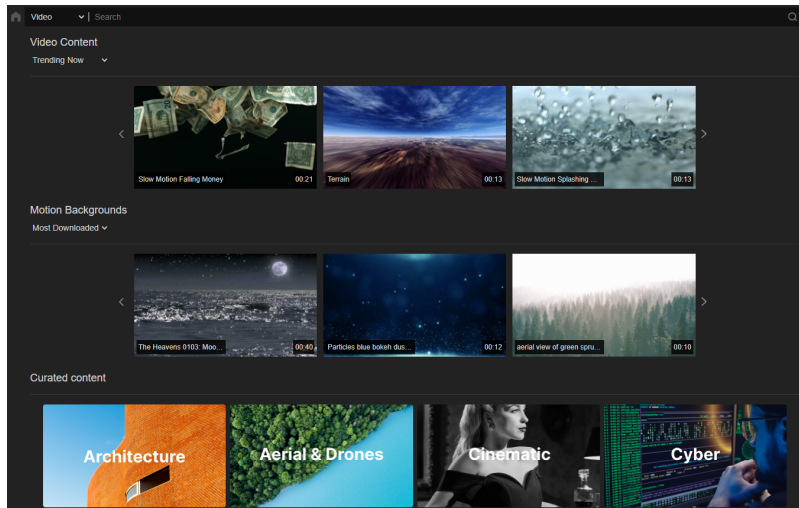 Video | Search
Video Content
Trending Now
Slow Motion Falling Money 00:21
Terrain 00:13
Slow Motion Splashing ... 00:13
Motion Backgrounds
Most Downloaded
The Heavens 0103: Moo... 00:40
Particles blue bokeh dus... 00:12
aerial view of green spru... 00:10
Curated content
Architecture
Aerial & Drones
Cinematic
Cyber